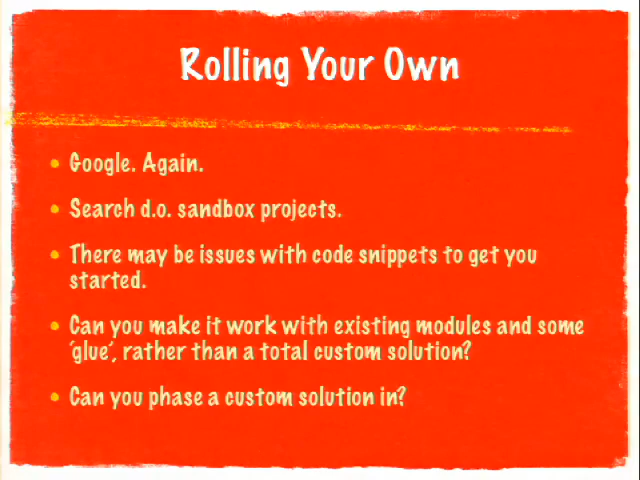 Rolling Your Own
• Google. Again.
• Search d.o. sandbox projects.
• There may be issues with code snippets to get you
started.
• Can you make it work with existing modules and some
'glue', rather than a total custom solution?
• Can you phase a custom solution in?